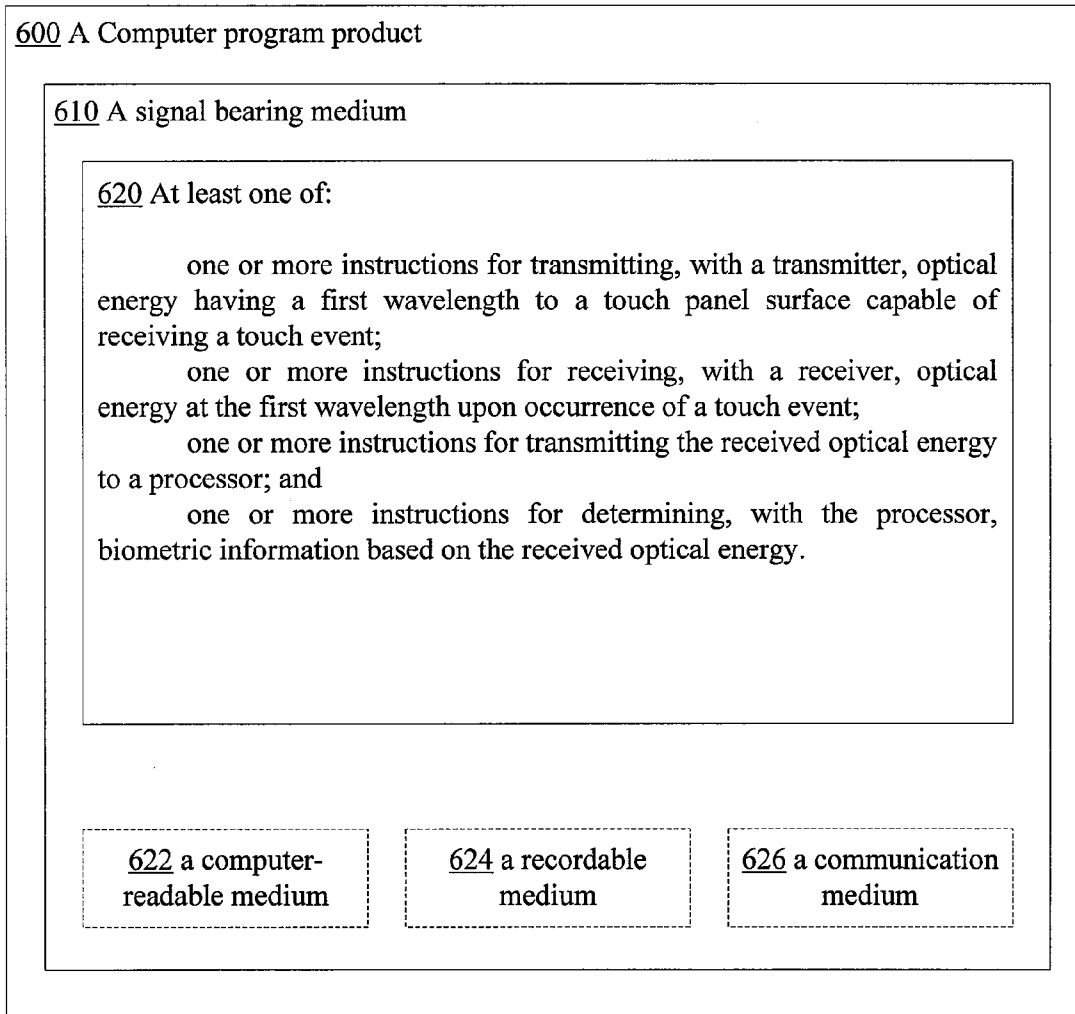 600 A Computer program product
610 A signal bearing medium
620 At least one of:
one or more instructions for transmitting, with a transmitter, optical
energy having a first wavelength to a touch panel surface capable of
receiving a touch event;
one or more instructions for receiving, with a receiver, optical
energy at the first wavelength upon occurrence of a touch event;
one or more instructions for transmitting the received optical energy
to a processor; and
one or more instructions for determining, with the processor,
biometric information based on the received optical energy.
622 a computer-
readable medium
624 a recordable
medium
626 a communication
medium